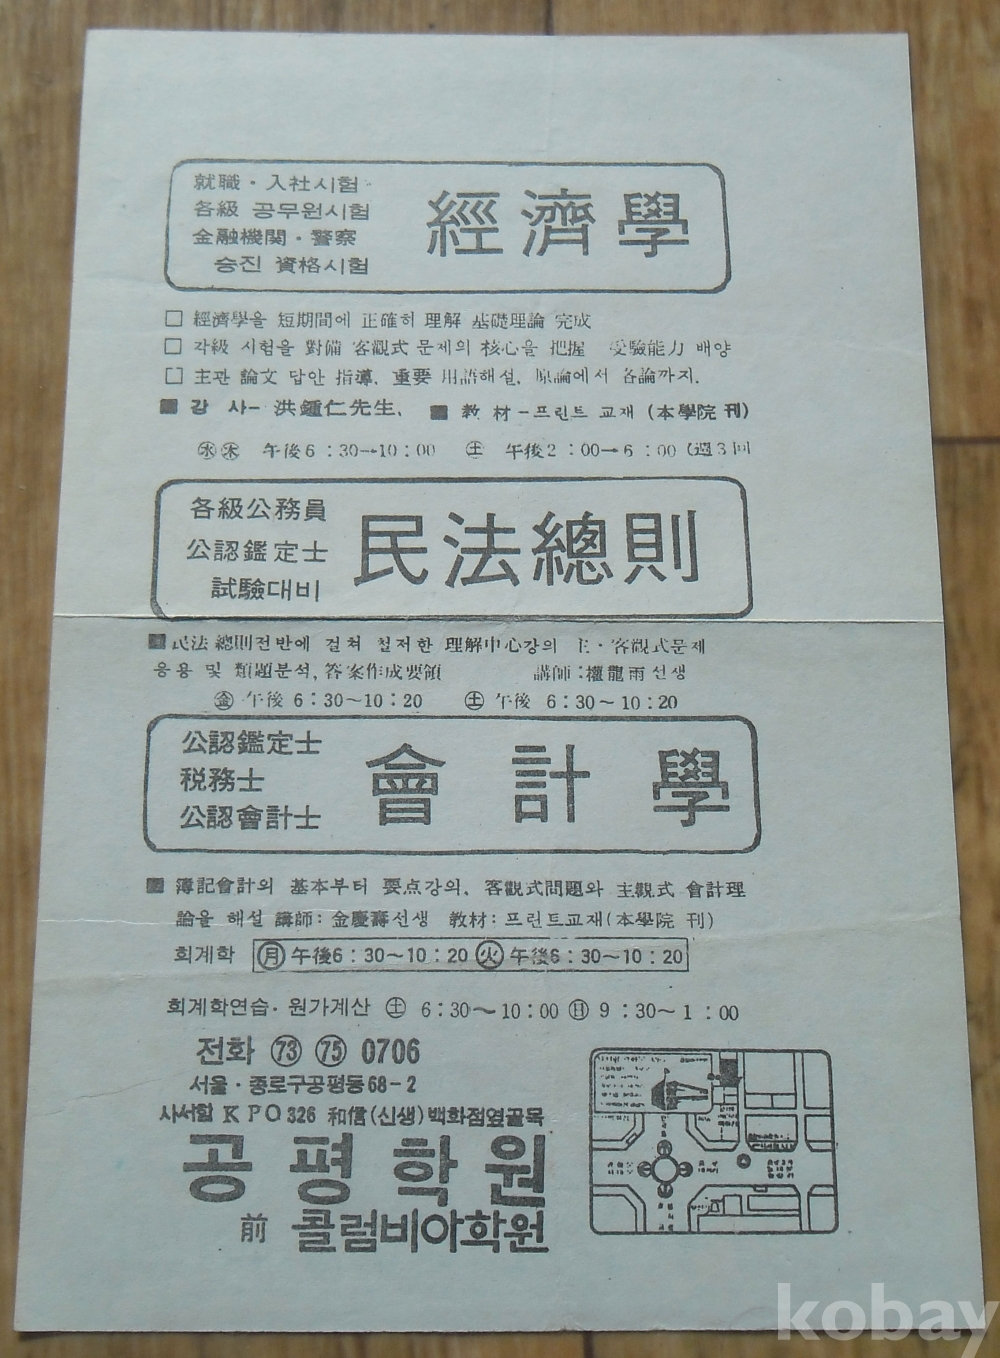 就職·入社시험
各級 공무원시험
金融機関·警察
승진 資格시험
經濟學
□ 經濟學을 短期間에 正確히 理解 基礎理論 完成
□ 각級 시험을 對備 客觀式 문제의 核心을 把握 受驗能力 배양
□ 主관 論文 답안 指導, 重要 用語해설, 原論에서 各論까지.
■ 강 사- 洪鍾仁先生, ■ 教材-프린트 교재 (本學院 刊)
㊌㊍ 午後6:30→10:00 ㊏ 午後2:00→6:00 (週3回
各級公務員
公認鑑定士
試驗대비
民法總則
■ 民法總則전반에 걸쳐 철저한 理解中心강의 主·客觀式문제
응용 및 類題분석, 答案作成要領 講師:權龍雨선생
㊎ 午後 6:30~10:20 ㊏ 午後 6:30~10:20
公認鑑定士
税務士
公認會計士
會計學
■ 簿記會計의 基本부터 要点강의, 客觀式問題와 主觀式 會計理
論을 해설 講師: 金慶壽선생 教材: 프린트교재(本學院 刊)
회계학 ㊊午後6:30~10:20 ㊋午後6:30~10:20
회계학연습·원가계산 ㊏ 6:30~10:00 ㊐ 9:30~1:00
전화 73 75 0706
서울·종로구공평동68-2
사서함 KPO326 和信(신생)백화점옆골목
공평학원
前 콜럼비아학원
kobay